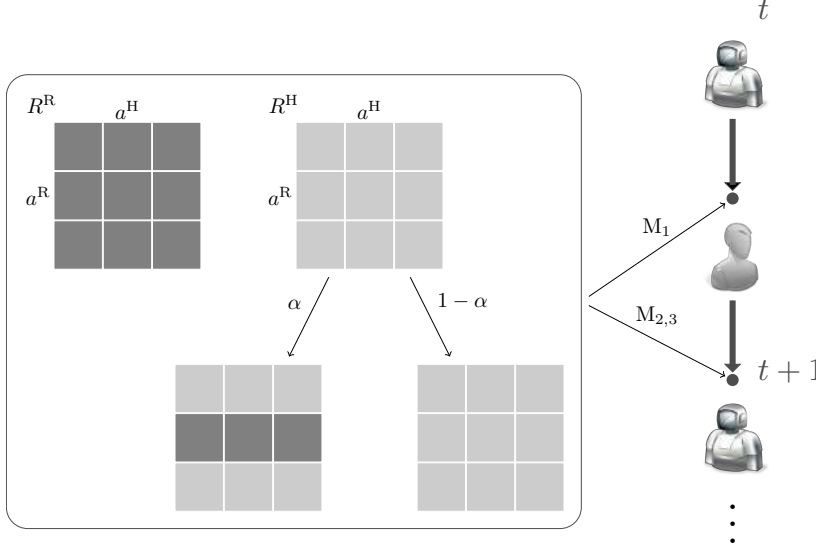 t
R^R a^H
a^R
R^H a^H
a^R
α
1 − α
M_1
M_{2,3}
t + 1